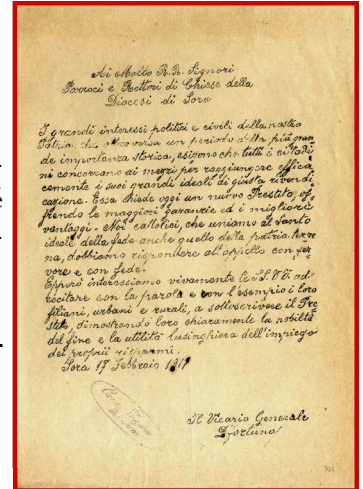 Ai Molto R.R. Signori
Parroci e Rettori di Chiese della
Diocesi di Sora
I grandi interessi politici e civili della nostra
Patria che attraversa un periodo della più gran
de importanza storica, esigono che tutti i cittadi
ni concorrano ai mezzi per raggiungere effica
cemente i suoi grandi ideali di giusta rivendi
cazione. Essa chiede ogi un nuovo Prestito, of
frendo le maggiori garanzie ed i migliori
vantaggi. Noi cattolici, che uniamo al santo
ideale della fede anche quello della patria terre
na, dobbiamo rispondere all'appello con fer
vore e con fede.
Epperò interessiamo vivamente le SS. VV. ad
ecitare con la parola e con l'esempio i loro
filiani, urbani e rurali, a sottoscrivere il Pre
stito, dimostrando loro chiaramente la nobiltà
del fine e la utilità lusinghiera dell'impiego
dei proprii risparmi.
Sora 17 Febbraio 1917
Il Vicario Generale